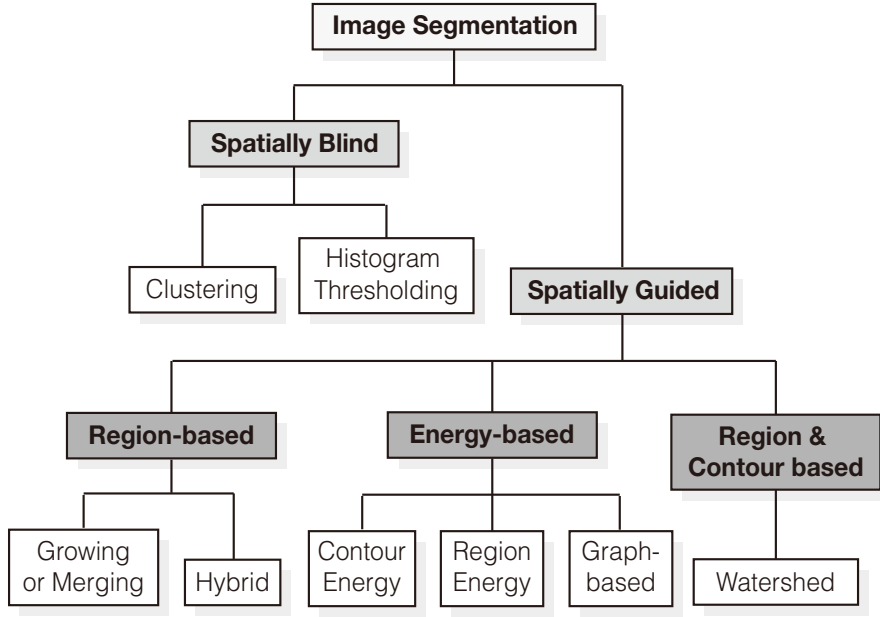 Image Segmentation
Spatially Blind
Clustering
Histogram
Thresholding
Spatially Guided
Region-based
Energy-based
Region &
Contour based
Growing
or Merging
Hybrid
Contour
Energy
Region
Energy
Graph-
based
Watershed